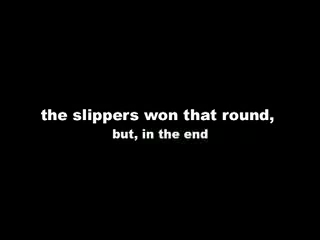 the slippers won that round,
but, in the end